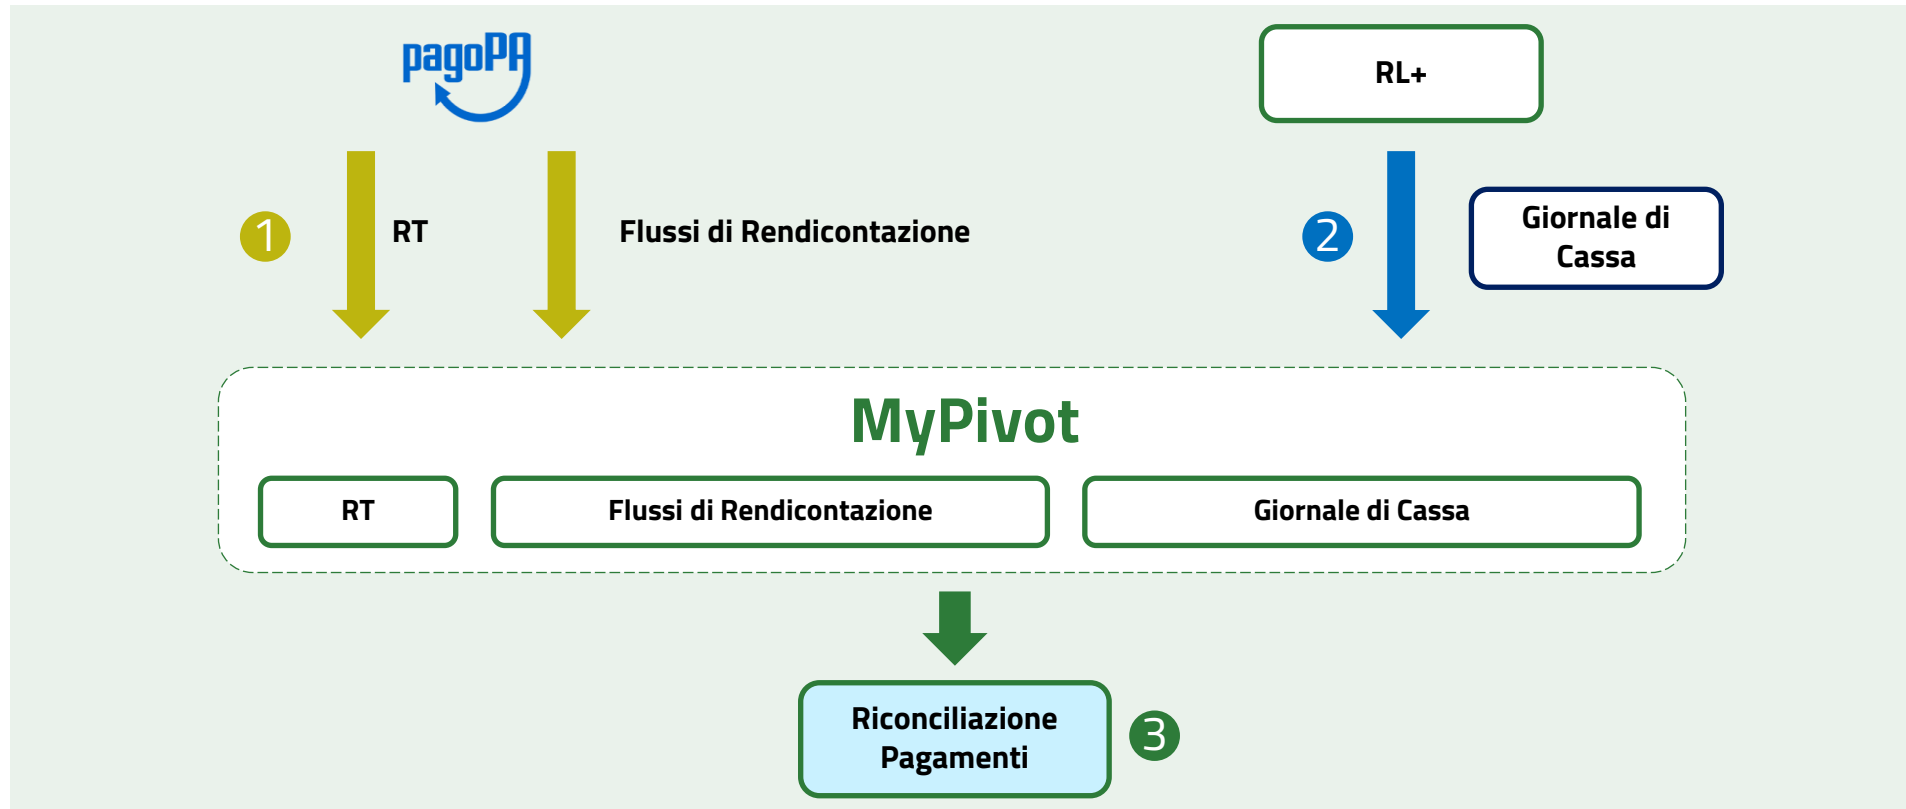 pagoPA
RL+
1
RT
Flussi di Rendicontazione
2
Giornale di
Cassa
MyPivot
RT
Flussi di Rendicontazione
Giornale di Cassa
Riconciliazione
Pagamenti
3